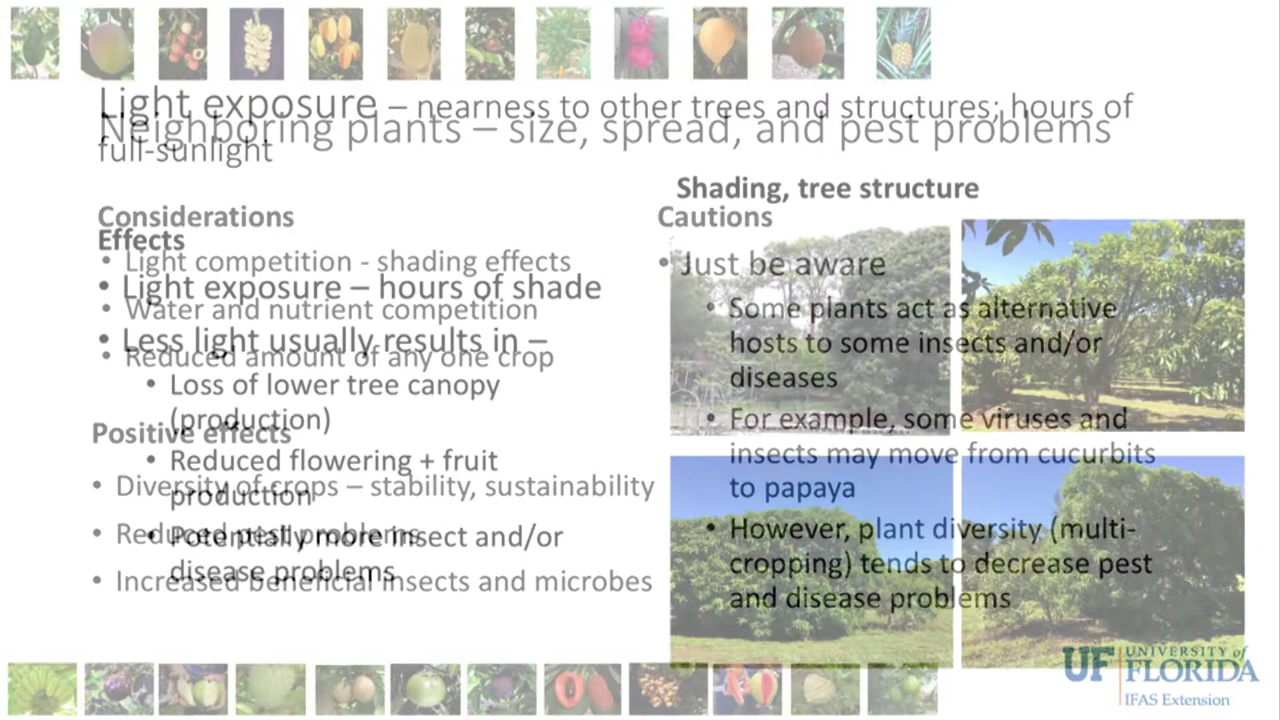 Light exposure – nearness to other trees and structures; hours of
full-sunlight
Neighboring plants – size, spread, and pest problems
Effects
• Light exposure – hours of shade
• Less light usually results in –
• Loss of lower tree canopy
(production)
• Reduced flowering + fruit
production
• Potentially more insect and/or
disease problems
Shading, tree structure
Considerations
• Light competition - shading effects
• Water and nutrient competition
• Reduced amount of any one crop
Positive effects
• Diversity of crops – stability, sustainability
• Reduced pest problems
• Increased beneficial insects and microbes
Cautions
• Just be aware
• Some plants act as alternative
hosts to some insects and/or
diseases
• For example, some viruses and
insects may move from cucurbits
to papaya
• However, plant diversity (multi-
cropping) tends to decrease pest
and disease problems
UF UNIVERSITY of
FLORIDA
IFAS Extension